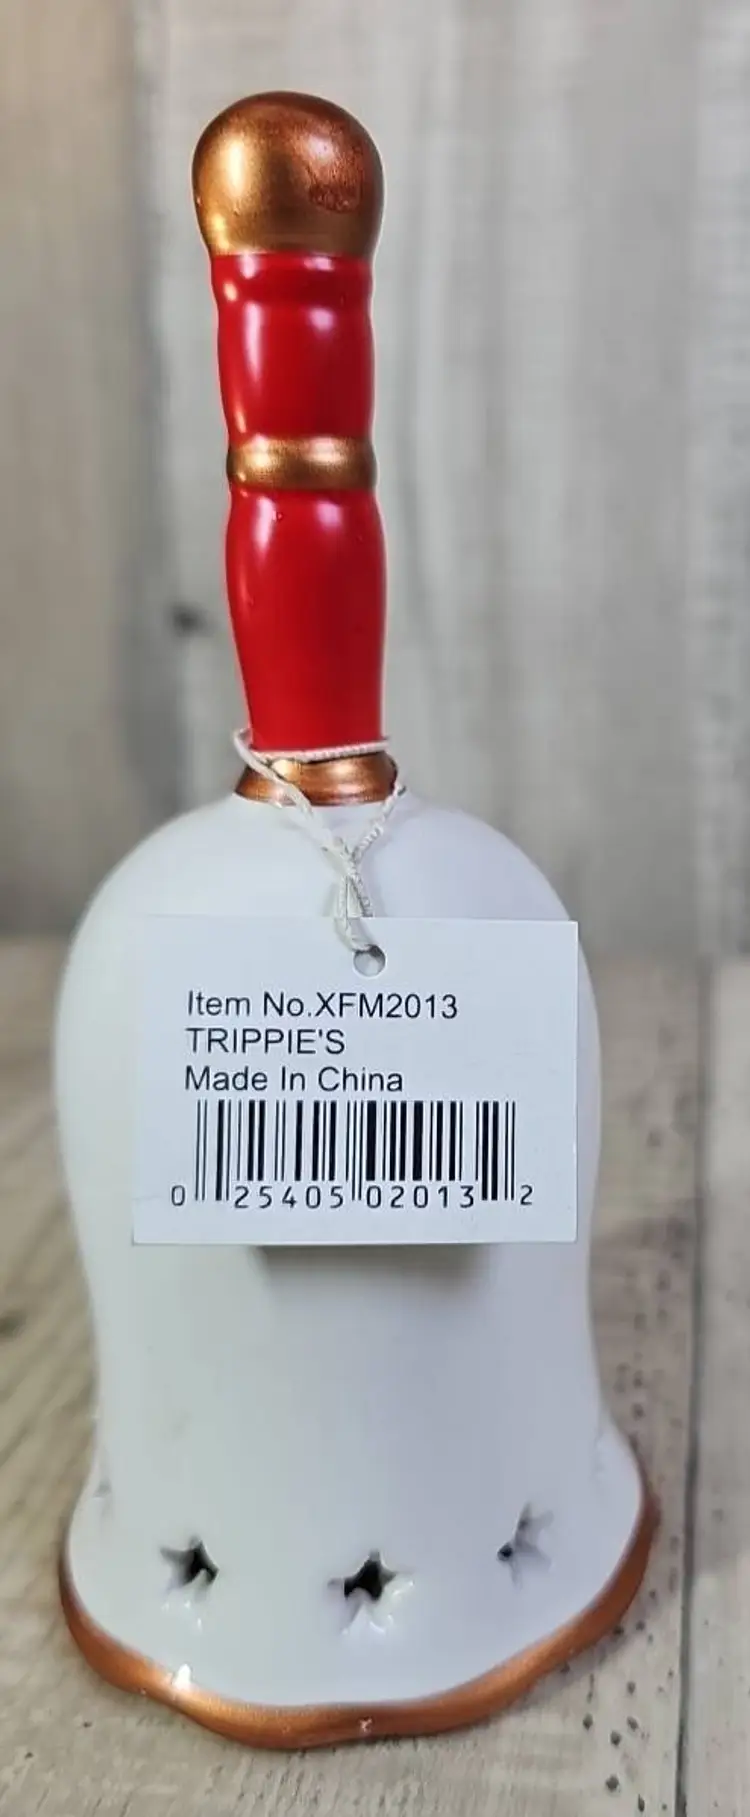 Item No.XFM2013
TRIPPIE'S
Made In China
0 25405 02013 2